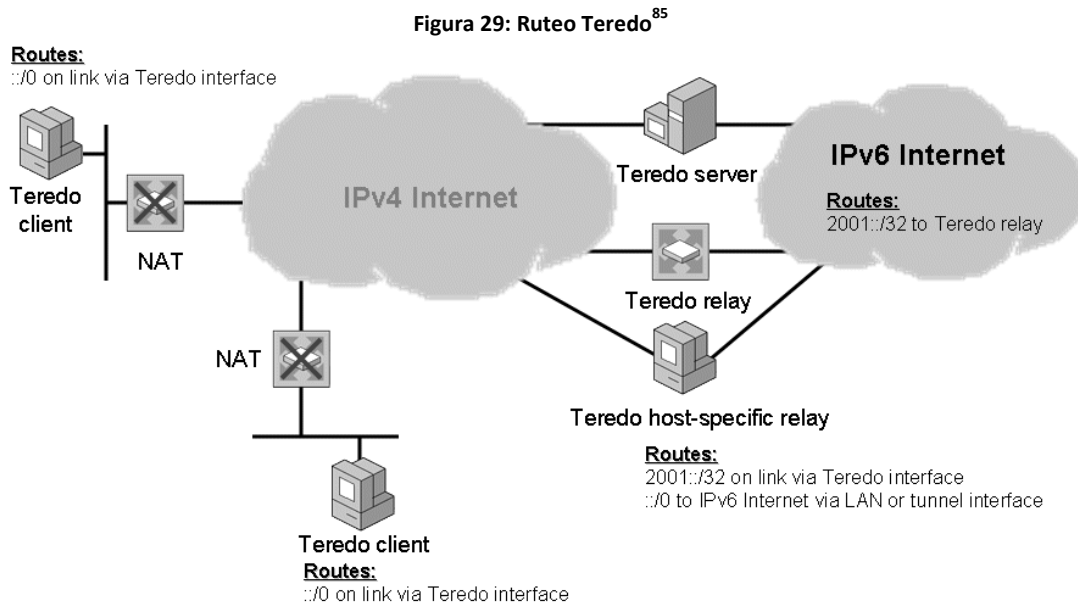 Figura 29: Ruteo Teredo85
Routes:
::/0 on link via Teredo interface
Teredo
client
NAT
IPv4 Internet
Teredo server
IPv6 Internet
Routes:
2001::/32 to Teredo relay
Teredo relay
NAT
Teredo host-specific relay
Routes:
2001::/32 on link via Teredo interface
::/0 to IPv6 Internet via LAN or tunnel interface
Teredo client
Routes:
::/0 on link via Teredo interface